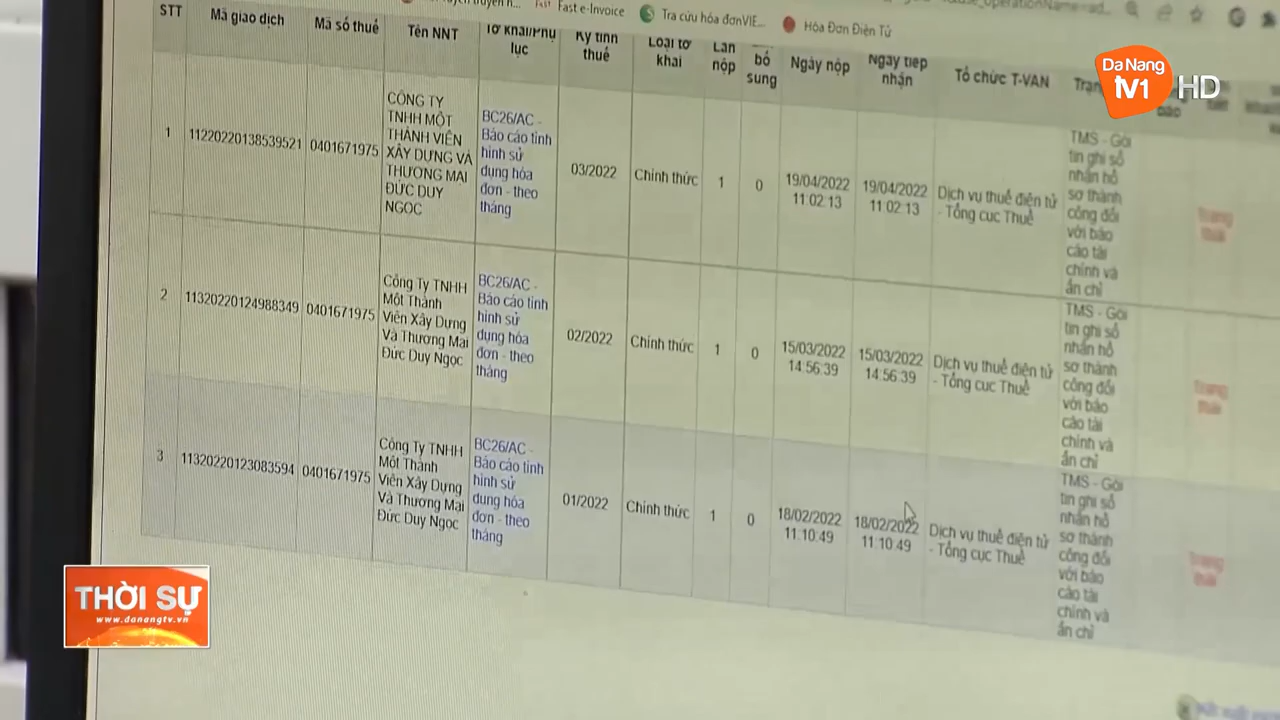 Fast e-Invoice
Tra cứu hóa đơnVIE...
Hóa Đơn Điện Tử
Da Nang
TV1 HD
STT
Mã giao dịch
Mã số thuế
Tên NNT
Tờ khai/Phụ
lục
Kỳ tính
thuế
Loại tờ
khai
Lần
nộp
bổ
sung
Ngày nộp
Ngày tiếp
nhận
Tổ chức T-VAN
1
11220220138539521
0401671975
CÔNG TY
TNHH MỘT
THÀNH VIÊN
XÂY DỰNG VÀ
THƯƠNG MẠI
ĐỨC DUY
NGỌC
BC26/AC -
Báo cáo tình
hình sử
dụng hóa
đơn - theo
tháng
03/2022
Chính thức
1
0
19/04/2022
11:02:13
19/04/2022
11:02:13
Dịch vụ thuế điện tử
- Tổng cục Thuế
TMS - Gói
tin ghi sổ
nhận hồ
sơ thành
công đối
với báo
cáo tài
chính và
ấn chỉ
2
11320220124988349
0401671975
Công Ty TNHH
Một Thành
Viên Xây Dựng
Và Thương Mại
Đức Duy Ngọc
BC26/AC -
Báo cáo tình
hình sử
dụng hóa
đơn - theo
tháng
02/2022
Chính thức
1
0
15/03/2022
14:56:39
15/03/2022
14:56:39
Dịch vụ thuế điện tử
- Tổng cục Thuế
TMS - Gói
tin ghi sổ
nhận hồ
sơ thành
công đối
với báo
cáo tài
chính và
ấn chỉ
3
11320220123083594
0401671975
Công Ty TNHH
Một Thành
Viên Xây Dựng
Và Thương Mại
Đức Duy Ngọc
BC26/AC -
Báo cáo tình
hình sử
dụng hóa
đơn - theo
tháng
01/2022
Chính thức
1
0
18/02/2022
11:10:49
18/02/2022
11:10:49
Dịch vụ thuế điện tử
- Tổng cục Thuế
TMS - Gói
tin ghi sổ
nhận hồ
sơ thành
công đối
với báo
cáo tài
chính và
ấn chỉ
THỜI SỰ
www.danangtv.vn